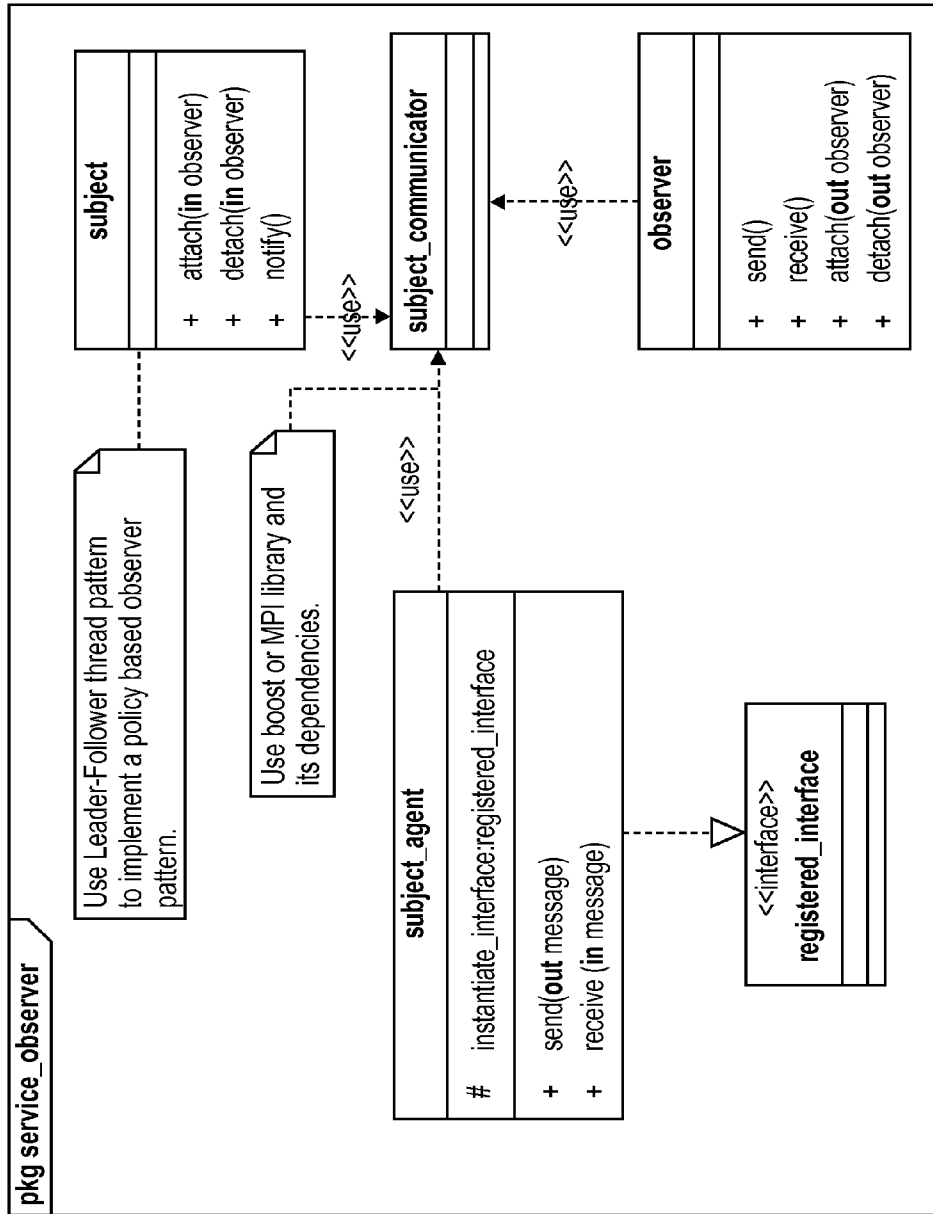 pkg service_observer
Use Leader-Follower thread pattern
to implement a policy based observer
pattern.
subject
+ attach(in observer)
+ detach(in observer)
+ notify()
<<use>>
Use boost or MPI library and
its dependencies.
subject_agent
# instantiate_interface:registered_interface
+ send(out message)
+ receive (in message)
<<use>>
subject_communicator
<<use>>
<<interface>>
registered_interface
observer
+ send()
+ receive()
+ attach(out observer)
+ detach(out observer)